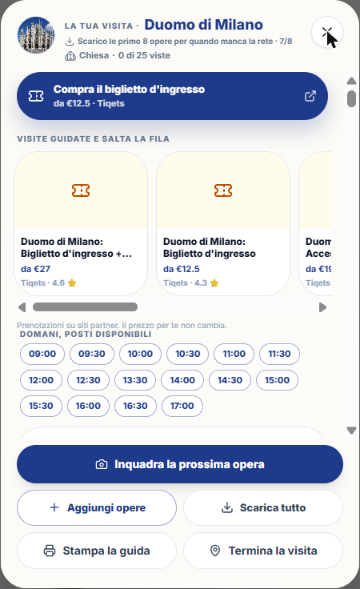 LA TUA VISITA · Duomo di Milano
Scarico le prime 8 opere per quando manca la rete · 7/8
Chiesa · 0 di 25 viste
Compra il biglietto d'ingresso
da €12.5 · Tiqets
VISITE GUIDATE E SALTA LA FILA
Duomo di Milano:
Biglietto d'ingresso +...
da €27
Tiqets · 4.6
Duomo di Milano:
Biglietto d'ingresso
da €12.5
Tiqets · 4.3
Prenotazioni su siti partner. Il prezzo per te non cambia.
DOMANI, POSTI DISPONIBILI
09:00 09:30 10:00 10:30 11:00 11:30
12:00 12:30 13:30 14:00 14:30 15:00
15:30 16:00 16:30 17:00
Inquadra la prossima opera
Aggiungi opere
Scarica tutto
Stampa la guida
Termina la visita